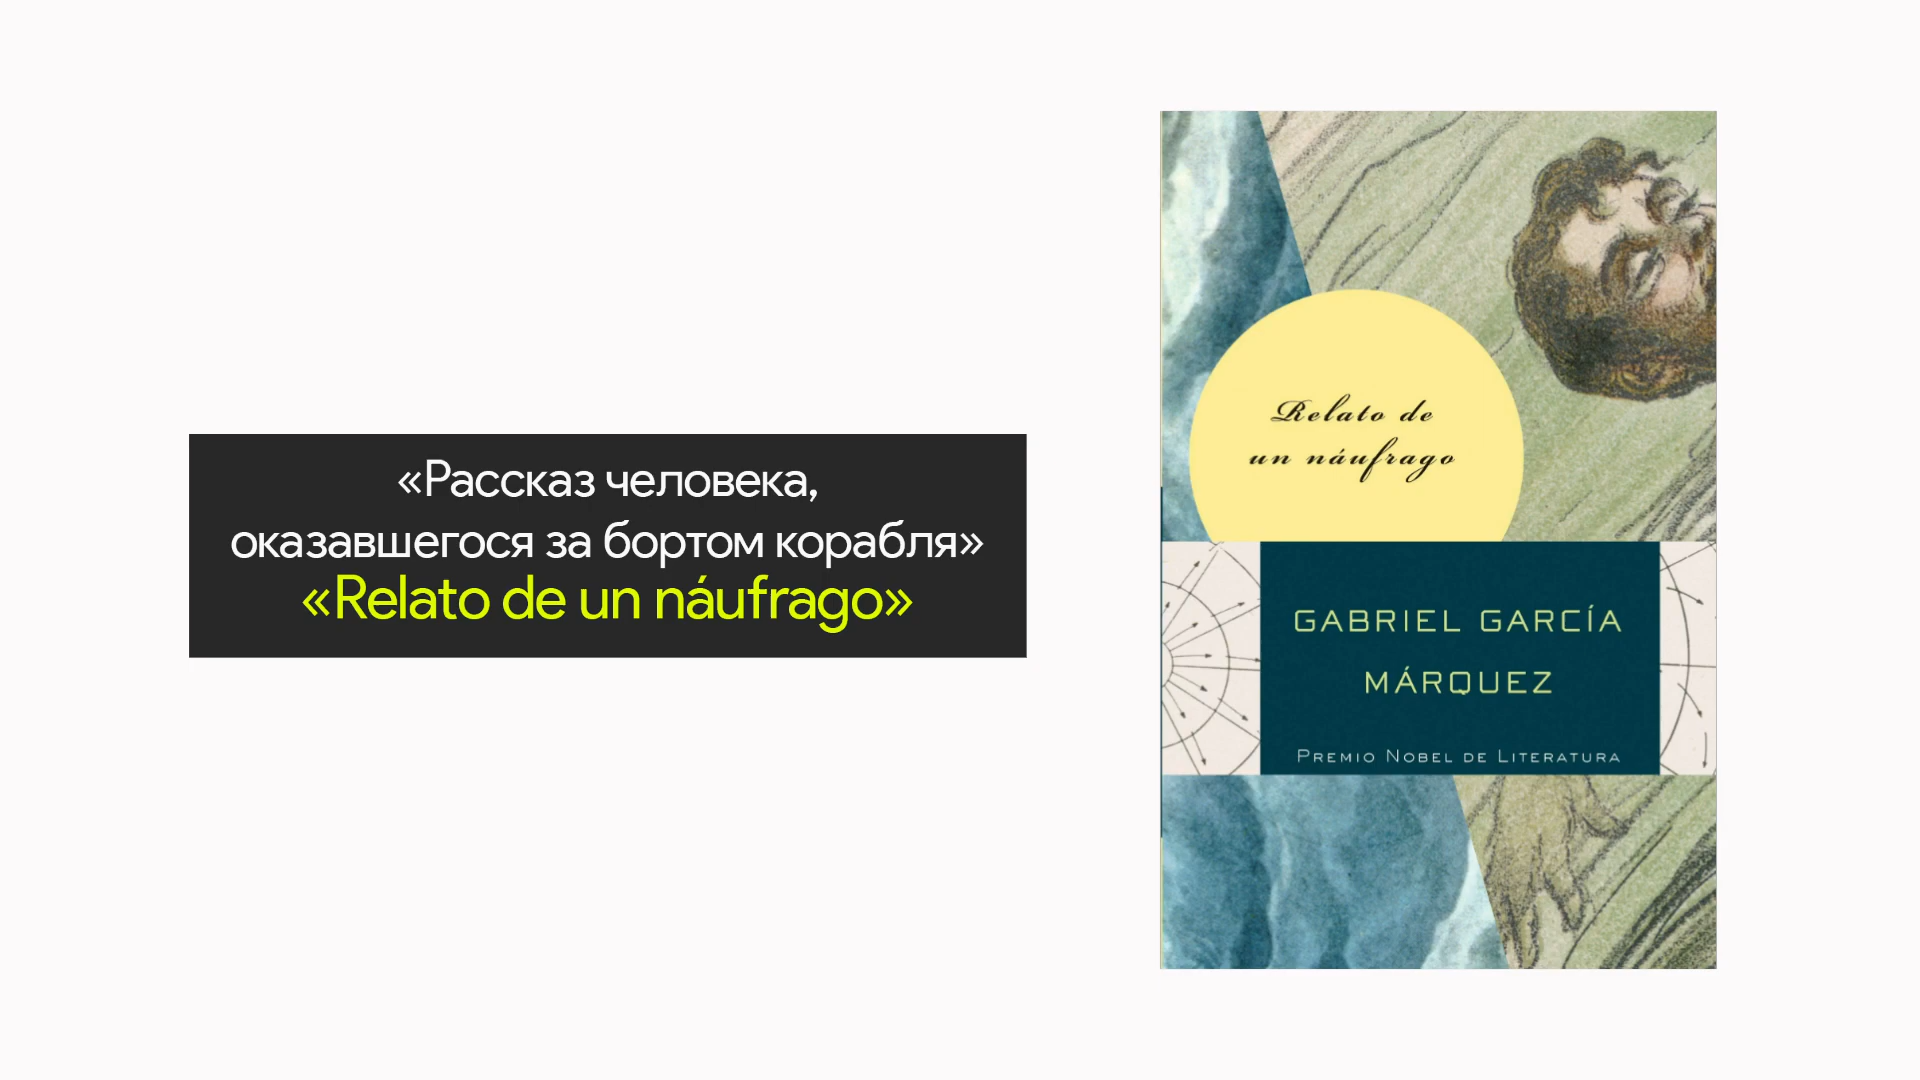 «Рассказ человека,
оказавшегося за бортом корабля»
«Relato de un náufrago»
Relato de
un náufrago
GABRIEL GARCÍA
MÁRQUEZ
PREMIO NOBEL DE LITERATURA